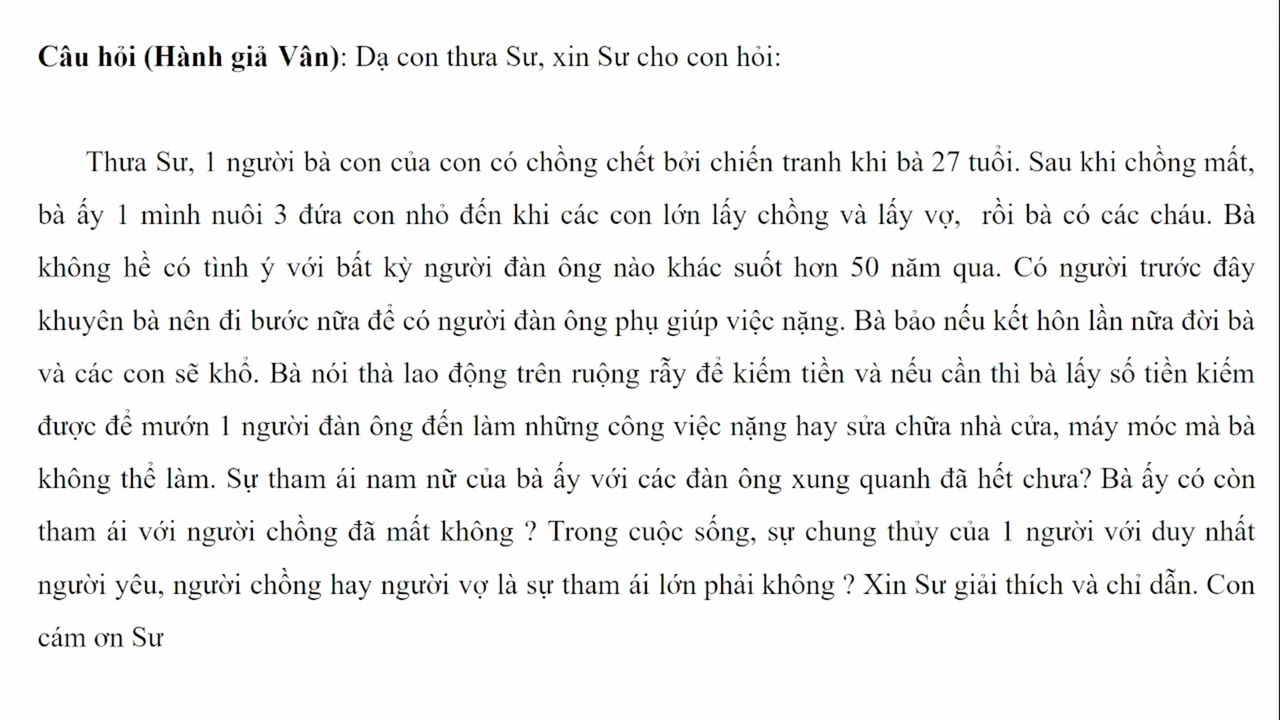 Câu hỏi (Hành giả Vân): Dạ con thưa Sư, xin Sư cho con hỏi:
Thưa Sư, 1 người bà con của con có chồng chết bởi chiến tranh khi bà 27 tuổi. Sau khi chồng mất,
bà ấy 1 mình nuôi 3 đứa con nhỏ đến khi các con lớn lấy chồng và lấy vợ, rồi bà có các cháu. Bà
không hề có tình ý với bất kỳ người đàn ông nào khác suốt hơn 50 năm qua. Có người trước đây
khuyên bà nên đi bước nữa để có người đàn ông phụ giúp việc nặng. Bà bảo nếu kết hôn lần nữa đời bà
và các con sẽ khổ. Bà nói thà lao động trên ruộng rẫy để kiếm tiền và nếu cần thì bà lấy số tiền kiếm
được để mướn 1 người đàn ông đến làm những công việc nặng hay sửa chữa nhà cửa, máy móc mà bà
không thể làm. Sự tham ái nam nữ của bà ấy với các đàn ông xung quanh đã hết chưa? Bà ấy có còn
tham ái với người chồng đã mất không ? Trong cuộc sống, sự chung thủy của 1 người với duy nhất
người yêu, người chồng hay người vợ là sự tham ái lớn phải không ? Xin Sư giải thích và chỉ dẫn. Con
cám ơn Sư